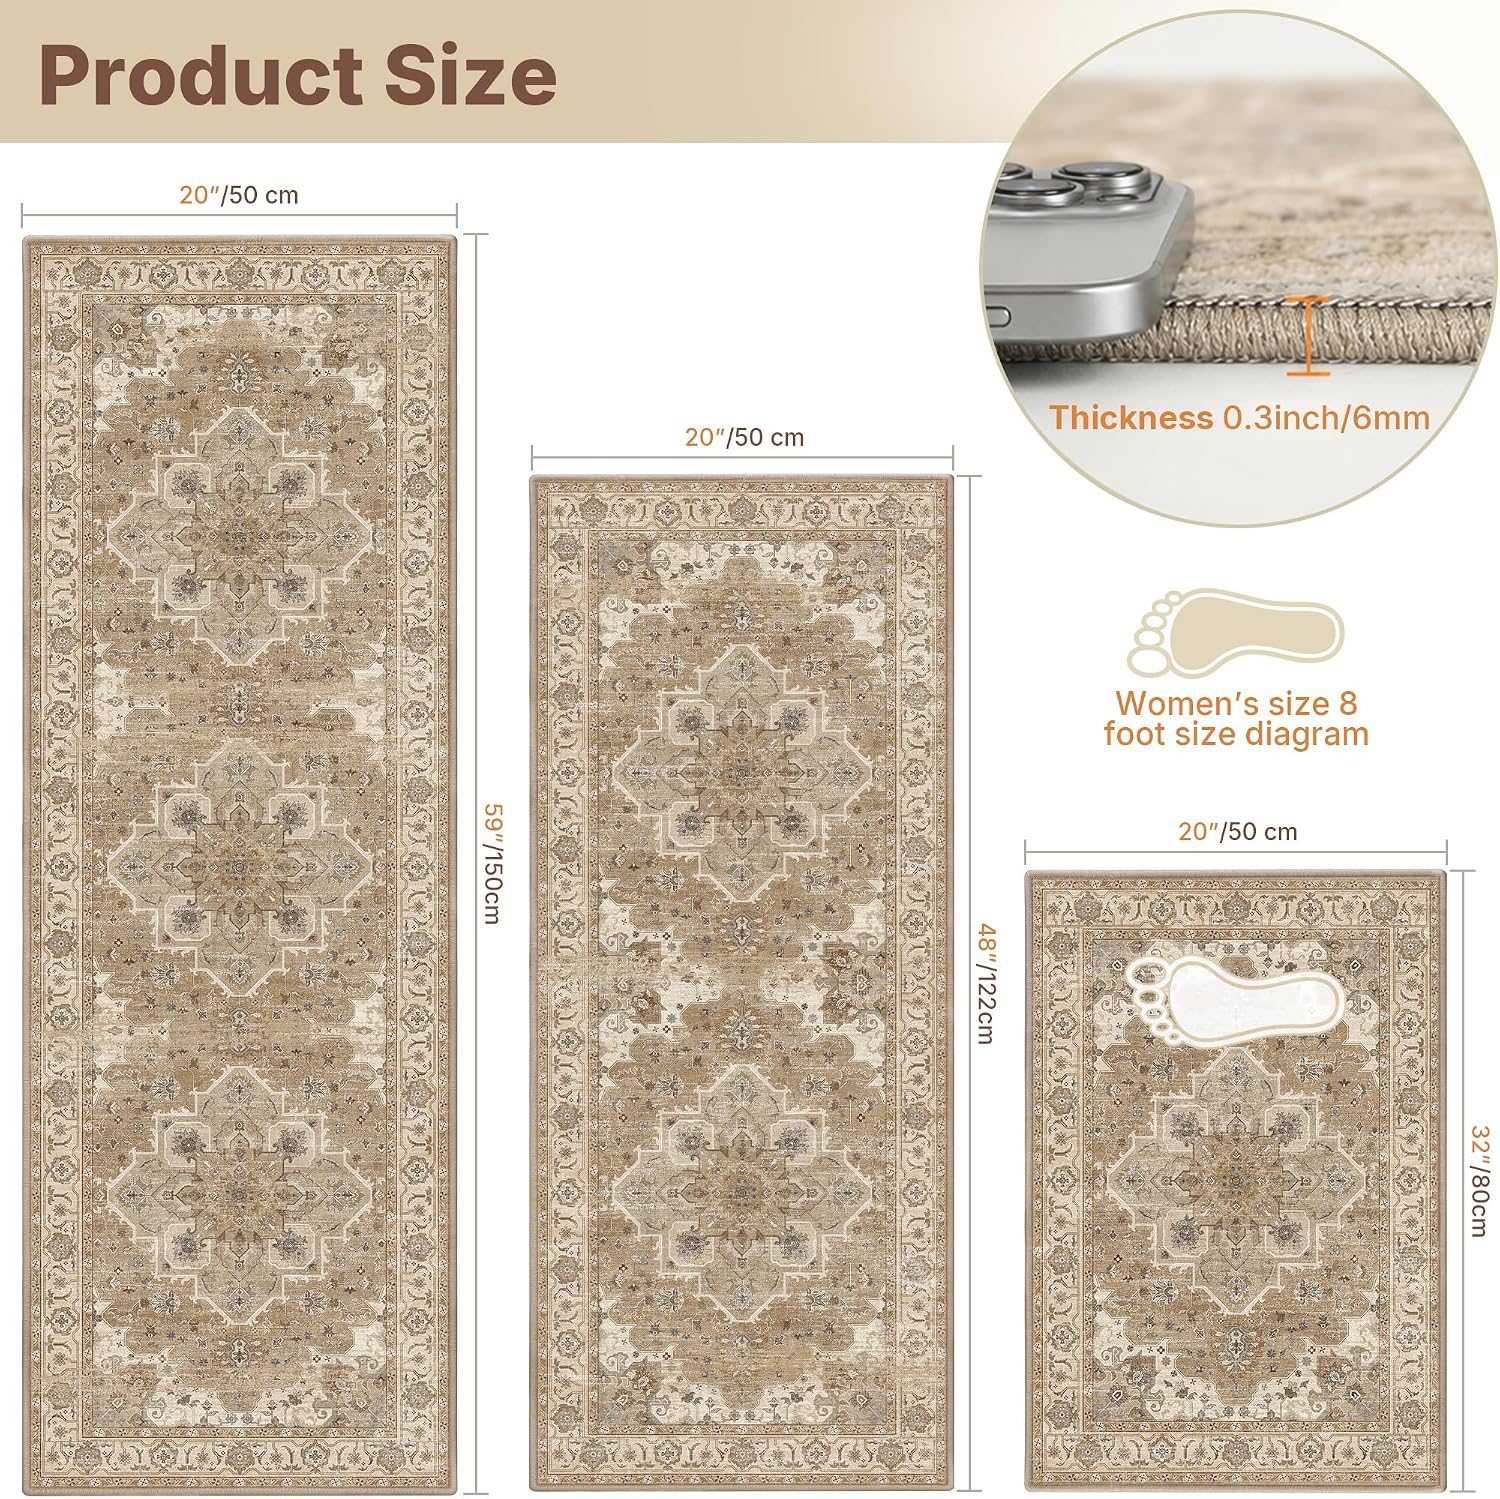 Product Size
20″/50 cm
59″/150cm
20″/50 cm
48″/122cm
Thickness 0.3inch/6mm
Women's size 8
foot size diagram
20″/50 cm
32″/80cm